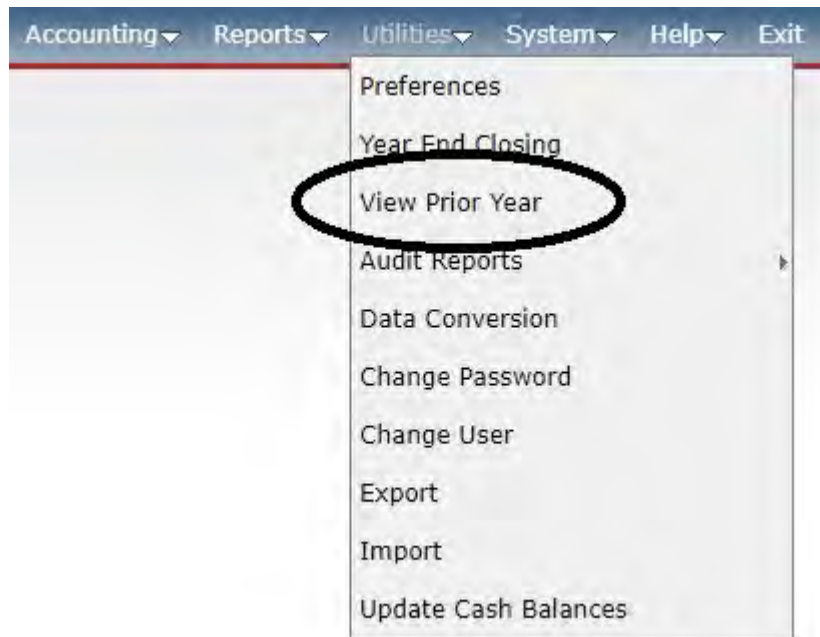 Accounting Reports Utilities System Help Exit
Preferences
Year End Closing
View Prior Year
Audit Reports
Data Conversion
Change Password
Change User
Export
Import
Update Cash Balances